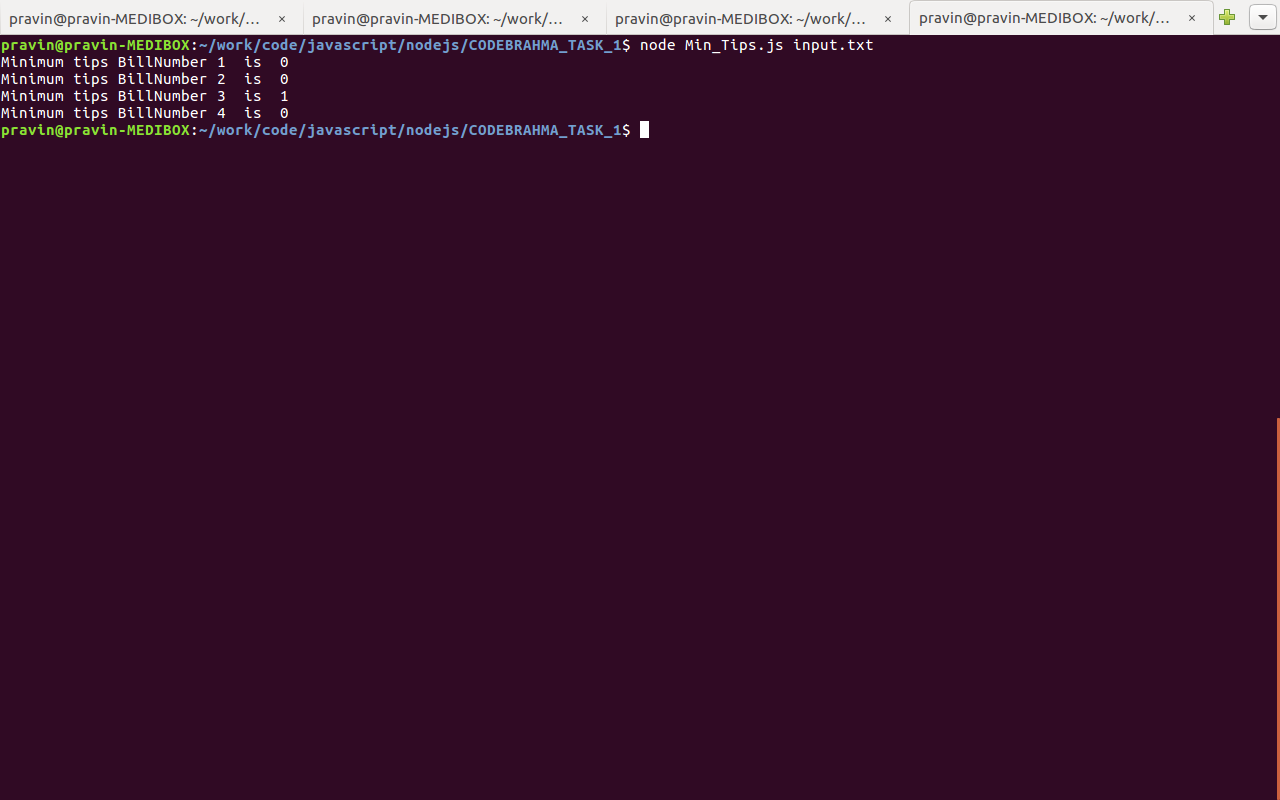 pravin@pravin-MEDIBOX: ~/work/... × pravin@pravin-MEDIBOX: ~/work/... × pravin@pravin-MEDIBOX: ~/work/... × pravin@pravin-MEDIBOX: ~/work/... ×
pravin@pravin-MEDIBOX:~/work/code/javascript/nodejs/CODEBRAHMA_TASK_1$ node Min_Tips.js input.txt
Minimum tips BillNumber 1  is  0
Minimum tips BillNumber 2  is  0
Minimum tips BillNumber 3  is  1
Minimum tips BillNumber 4  is  0
pravin@pravin-MEDIBOX:~/work/code/javascript/nodejs/CODEBRAHMA_TASK_1$